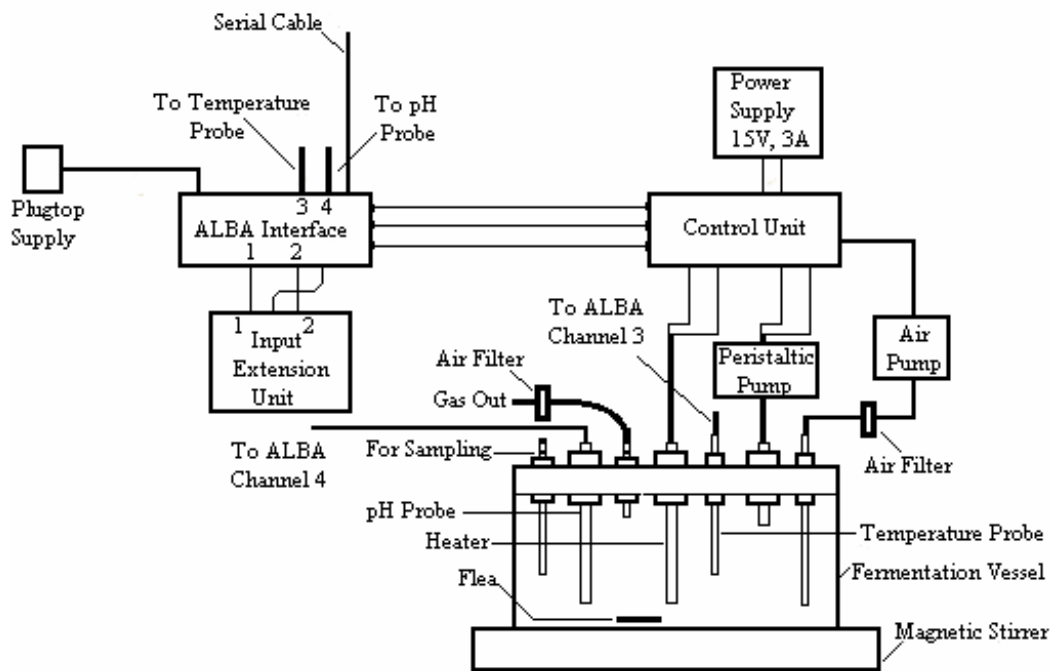 Serial Cable
To Temperature
Probe
To pH
Probe
Power
Supply
15V, 3A
Plugtop
Supply
3 4
ALBA Interface
1 2
Control Unit
1 2
Input
Extension
Unit
To ALBA
Channel 3
Air
Pump
Peristaltic
Pump
Air Filter
Gas Out
To ALBA
Channel 4
For Sampling
Air Filter
pH Probe
Heater
Flea
Temperature Probe
Fermentation Vessel
Magnetic Stirrer